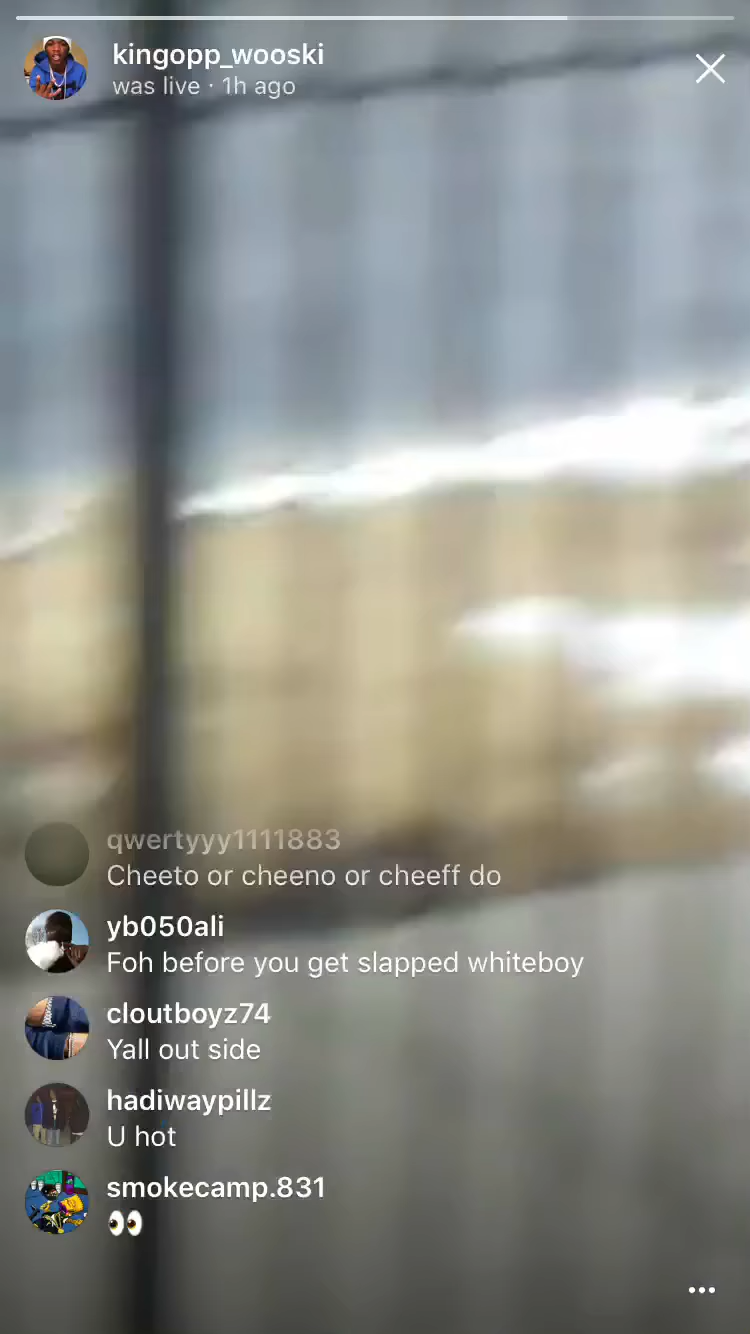 kingopp_wooski
was live · 1h ago
qwertyyy1111883
Cheeto or cheeno or cheeff do
yb050ali
Foh before you get slapped whiteboy
cloutboyz74
Yall out side
hadiwaypillz
U hot
smokecamp.831
👀